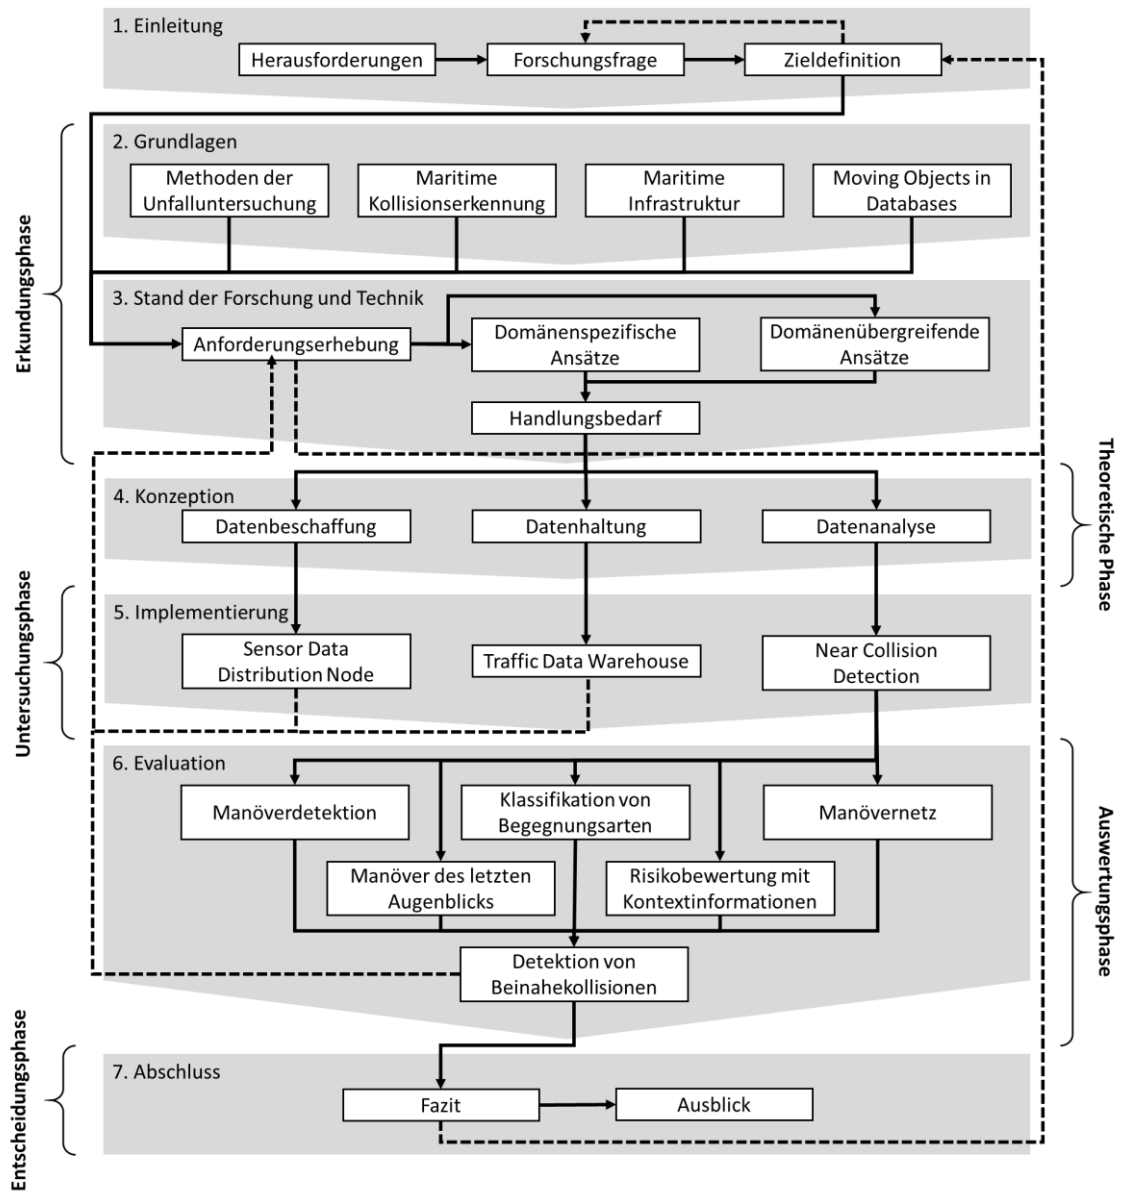 1. Einleitung
Herausforderungen
Forschungsfrage
Zieldefinition
Erkundungsphase
2. Grundlagen
Methoden der
Unfalluntersuchung
Maritime
Kollisionserkennung
Maritime
Infrastruktur
Moving Objects in
Databases
3. Stand der Forschung und Technik
Anforderungserhebung
Domänenspezifische
Ansätze
Domänenübergreifende
Ansätze
Handlungsbedarf
Theoretische Phase
4. Konzeption
Datenbeschaffung
Datenhaltung
Datenanalyse
Untersuchungsphase
5. Implementierung
Sensor Data
Distribution Node
Traffic Data Warehouse
Near Collision
Detection
Auswertungsphase
6. Evaluation
Manöverdetektion
Klassifikation von
Begegnungsarten
Manövernetz
Manöver des letzten
Augenblicks
Risikobewertung mit
Kontextinformationen
Detektion von
Beinahekollisionen
Entscheidungsphase
7. Abschluss
Fazit
Ausblick